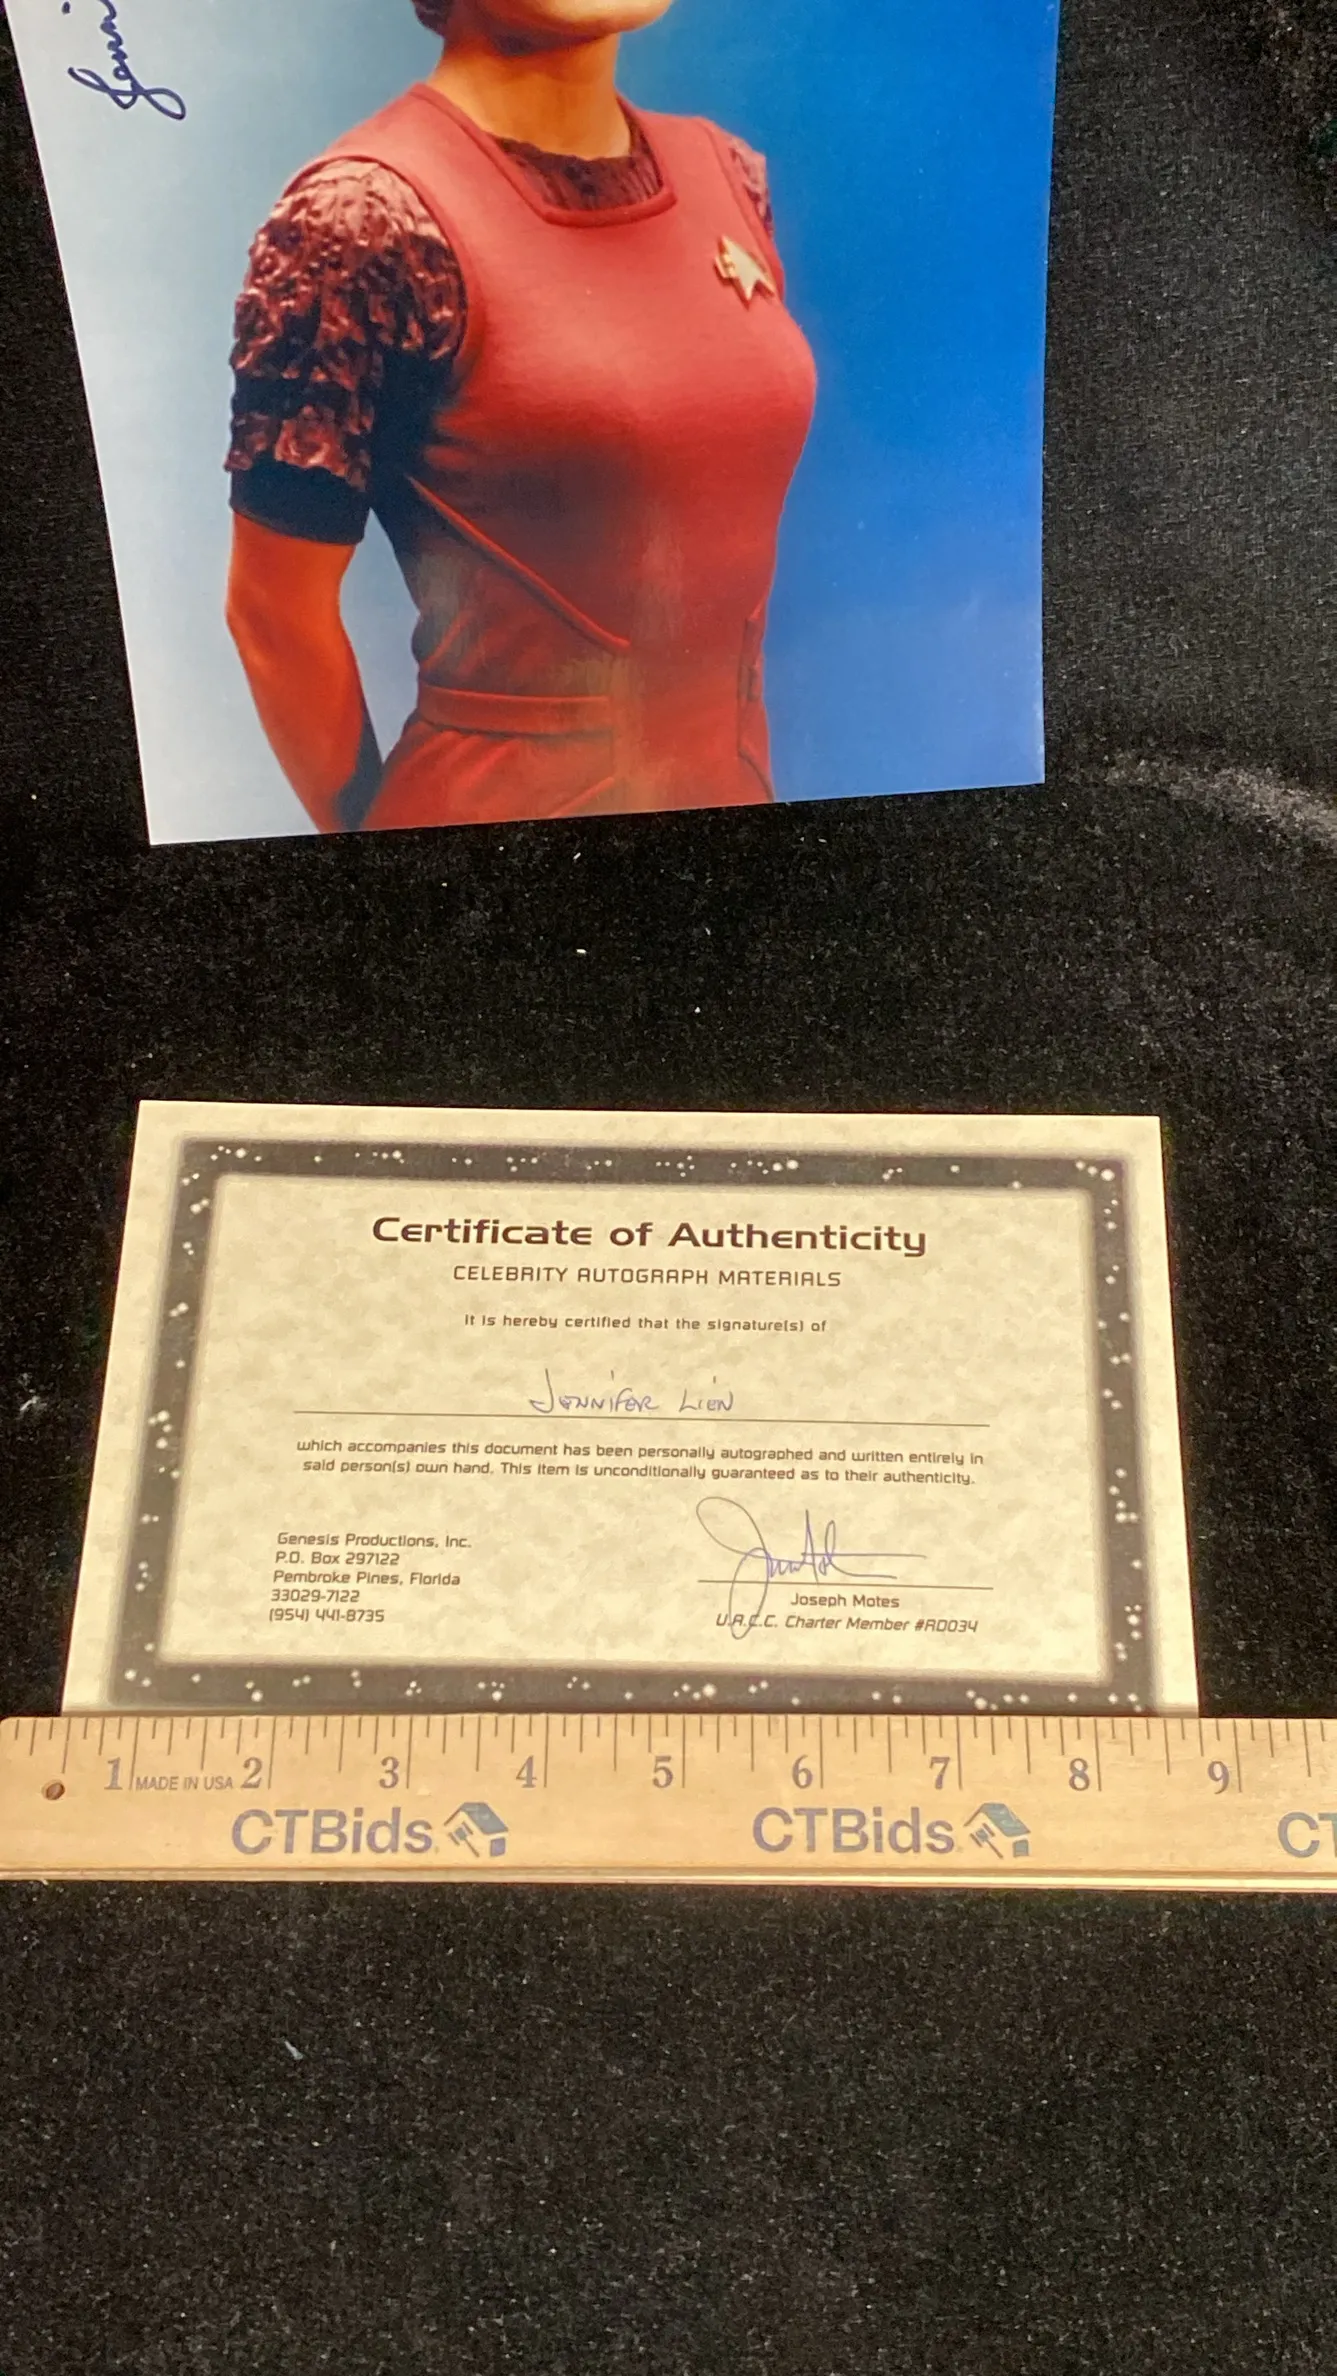 Jenni
Certificate of Authenticity
CELEBRITY AUTOGRAPH MATERIALS
It is hereby certified that the signature(s) of
JENNIFER LIEN
which accompanies this document has been personally autographed and written entirely in
said person(s) own hand. This item is unconditionally guaranteed as to their authenticity.
Genesis Productions, Inc.
P.O. Box 297122
Pembroke Pines, Florida
33029-7122
(954) 441-8735
Joseph Motes
U.A.C.C. Charter Member #RD034
1 MADE IN USA 2 3 4 5 6 7 8 9
CTBids CTBids CT